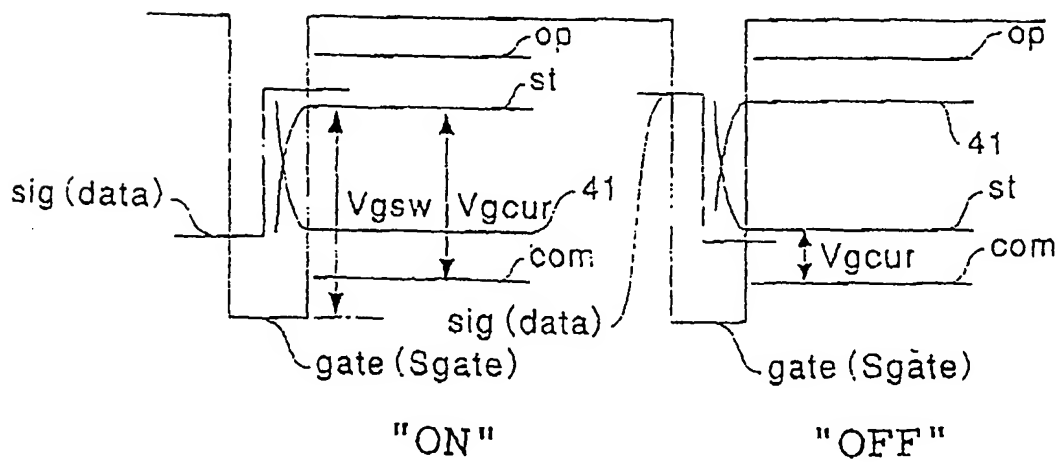 op
op
st
41
sig (data)
41
st
Vgsw
Vgcur
com
com
Vgcur
sig (data)
gate (Sgate)
gate (Sgate)
"ON"
"OFF"